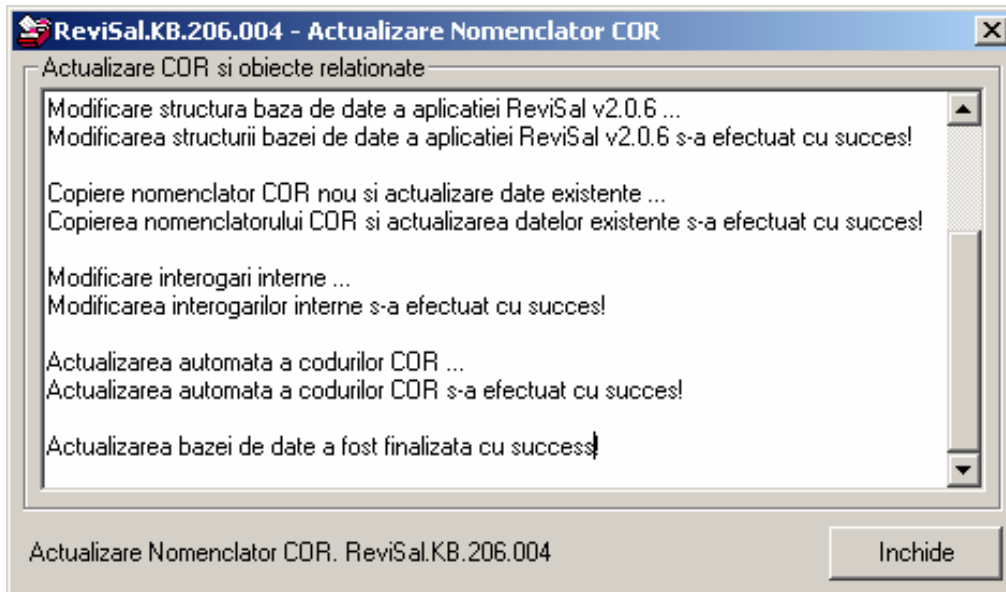 ReviSal.KB.206.004 - Actualizare Nomenclator COR
Actualizare COR si obiecte relationate
Modificare structura baza de date a aplicatiei ReviSal v2.0.6 ...
Modificarea structurii bazei de date a aplicatiei ReviSal v2.0.6 s-a efectuat cu succes!
Copiere nomenclator COR nou si actualizare date existente ...
Copierea nomenclatorului COR si actualizarea datelor existente s-a efectuat cu succes!
Modificare interogari interne ...
Modificarea interogarilor interne s-a efectuat cu succes!
Actualizarea automata a codurilor COR ...
Actualizarea automata a codurilor COR s-a efectuat cu succes!
Actualizarea bazei de date a fost finalizata cu success!
Actualizare Nomenclator COR. ReviSal.KB.206.004
Inchide